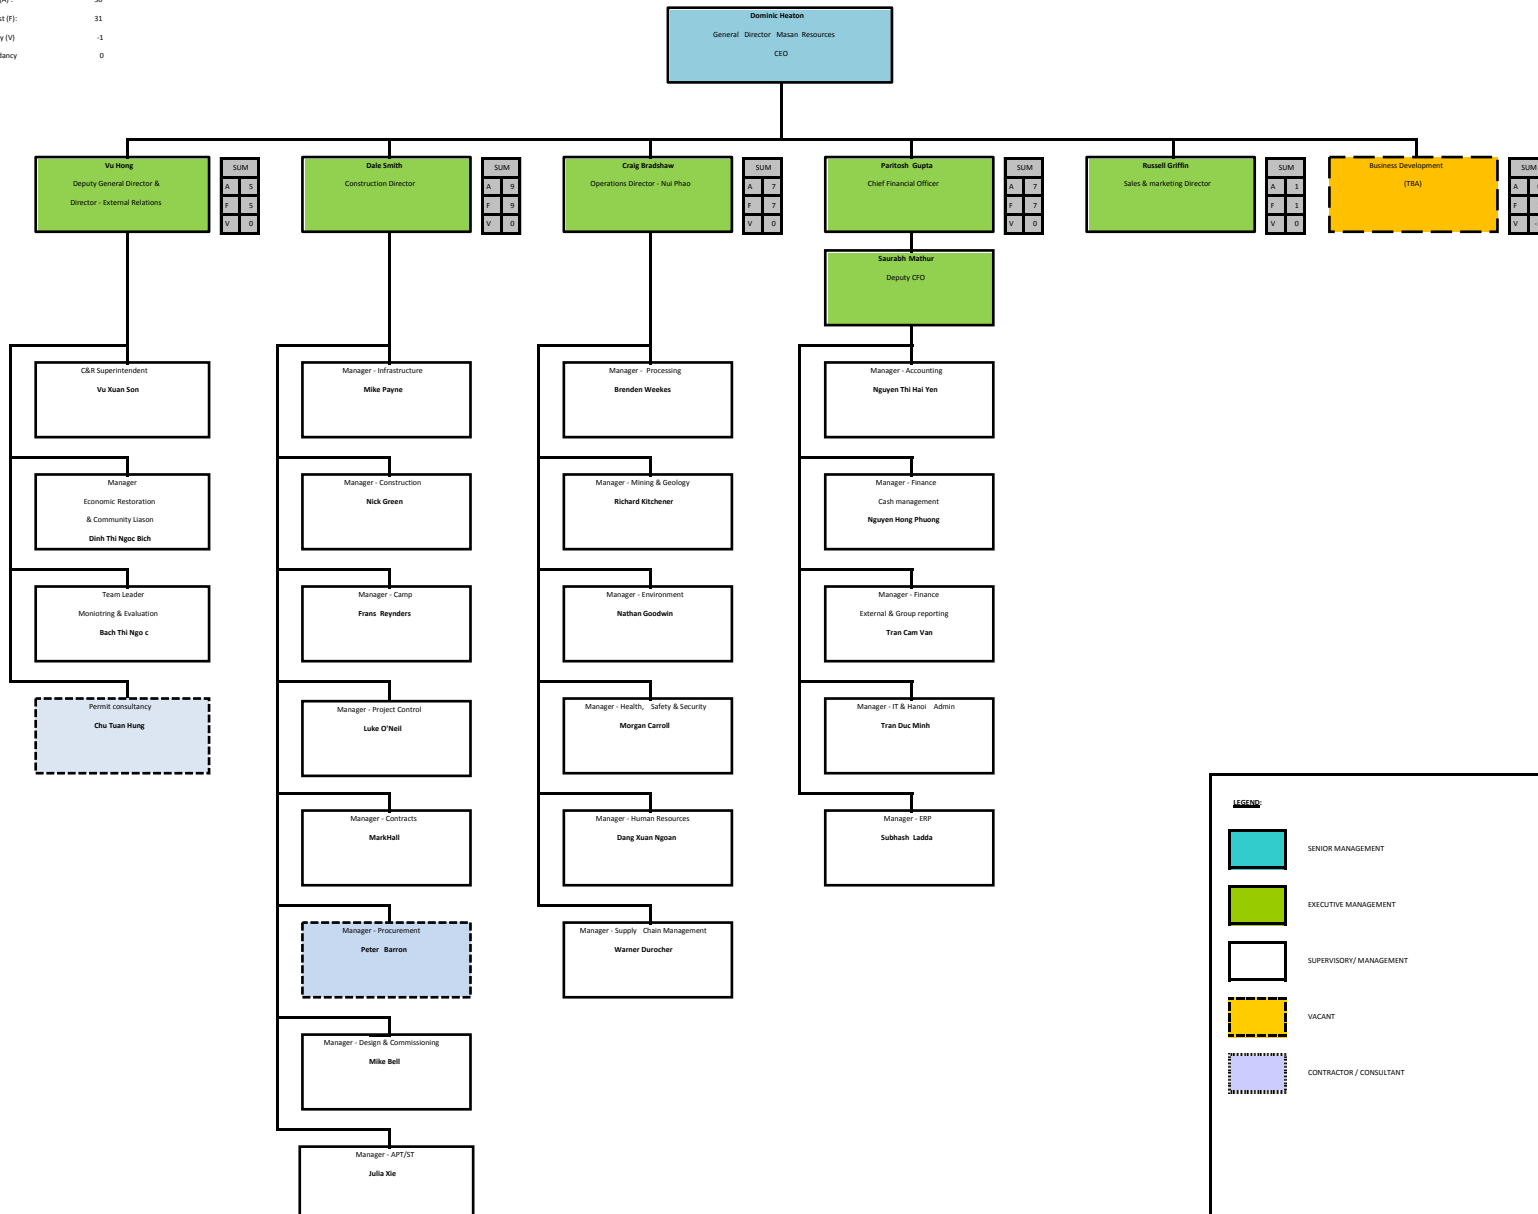 31
-1
0
Dominic Heaton
General Director Masan Resources
CEO
Vu Hong
Deputy General Director &
Director - External Relations
SUM
A 5
F 5
V 0
Dale Smith
Construction Director
SUM
A 9
F 9
V 0
Craig Bradshaw
Operations Director - Nui Phao
SUM
A 7
F 7
V 0
Paritosh Gupta
Chief Financial Officer
SUM
A 7
F 7
V 0
Russell Griffin
Sales & marketing Director
SUM
A 1
F 1
V 0
Business Development
(TBA)
SUM
A
F
V
Saurabh Mathur
Deputy CFO
C&R Superintendent
Vu Xuan Son
Manager
Economic Restoration
& Community Liason
Dinh Thi Ngoc Bich
Team Leader
Moniotring & Evaluation
Bach Thi Ngo c
Permit consultancy
Chu Tuan Hung
Manager - Infrastructure
Mike Payne
Manager - Construction
Nick Green
Manager - Camp
Frans Reynders
Manager - Project Control
Luke O'Neil
Manager - Contracts
MarkHall
Manager - Procurement
Peter Barron
Manager - Design & Commissioning
Mike Bell
Manager - APT/ST
Julia Xie
Manager - Processing
Brenden Weekes
Manager - Mining & Geology
Richard Kitchener
Manager - Environment
Nathan Goodwin
Manager - Health, Safety & Security
Morgan Carroll
Manager - Human Resources
Dang Xuan Ngoan
Manager - Supply Chain Management
Warner Durocher
Manager - Accounting
Nguyen Thi Hai Yen
Manager - Finance
Cash management
Nguyen Hong Phuong
Manager - Finance
External & Group reporting
Tran Cam Van
Manager - IT & Hanoi Admin
Tran Duc Minh
Manager - ERP
Subhash Ladda
LEGEND:
SENIOR MANAGEMENT
EXECUTIVE MANAGEMENT
SUPERVISORY/ MANAGEMENT
VACANT
CONTRACTOR / CONSULTANT